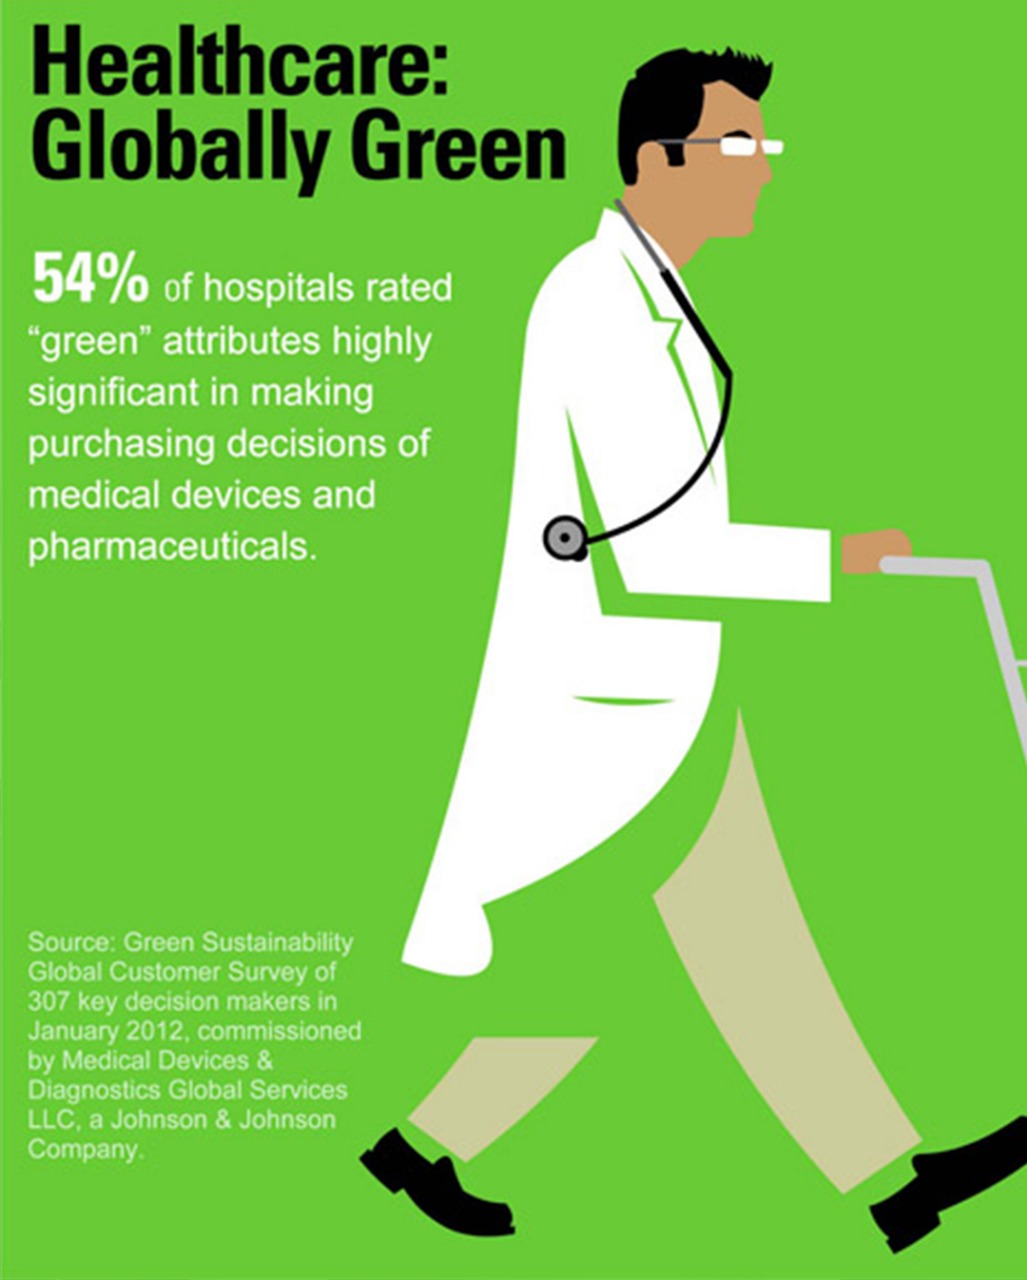 Healthcare:
Globally Green
54% of hospitals rated
“green” attributes highly
significant in making
purchasing decisions of
medical devices and
pharmaceuticals.
Source: Green Sustainability
Global Customer Survey of
307 key decision makers in
January 2012, commissioned
by Medical Devices &
Diagnostics Global Services
LLC, a Johnson & Johnson
Company.